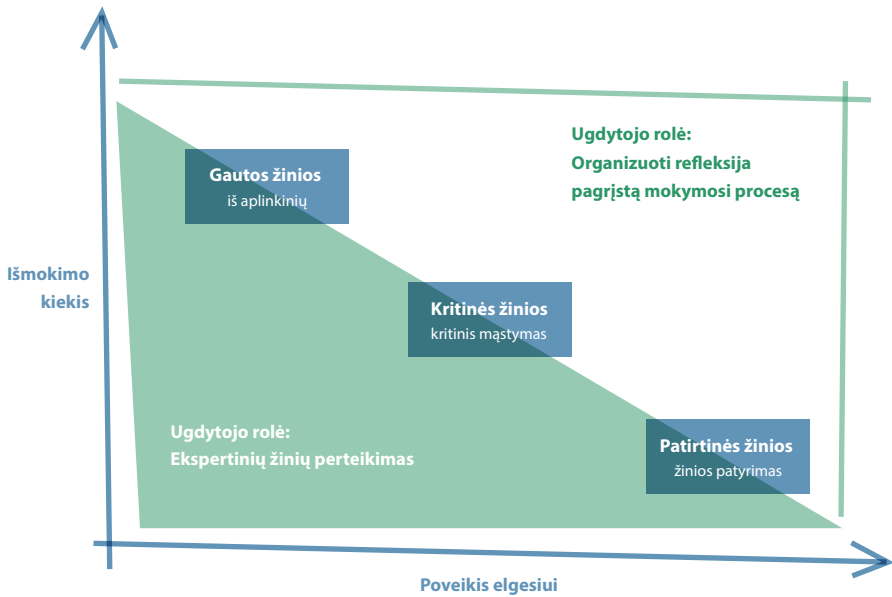 Ugdytojo rolė:
Organizuoti refleksija
pagrįstą mokymosi procesą
Gautos žinios
iš aplinkinių
Išmokimo
kiekis
Kritinės žinios
kritinis mąstymas
Ugdytojo rolė:
Ekspertinių žinių perteikimas
Patirtinės žinios
žinios patyrimas
Poveikis elgesiui